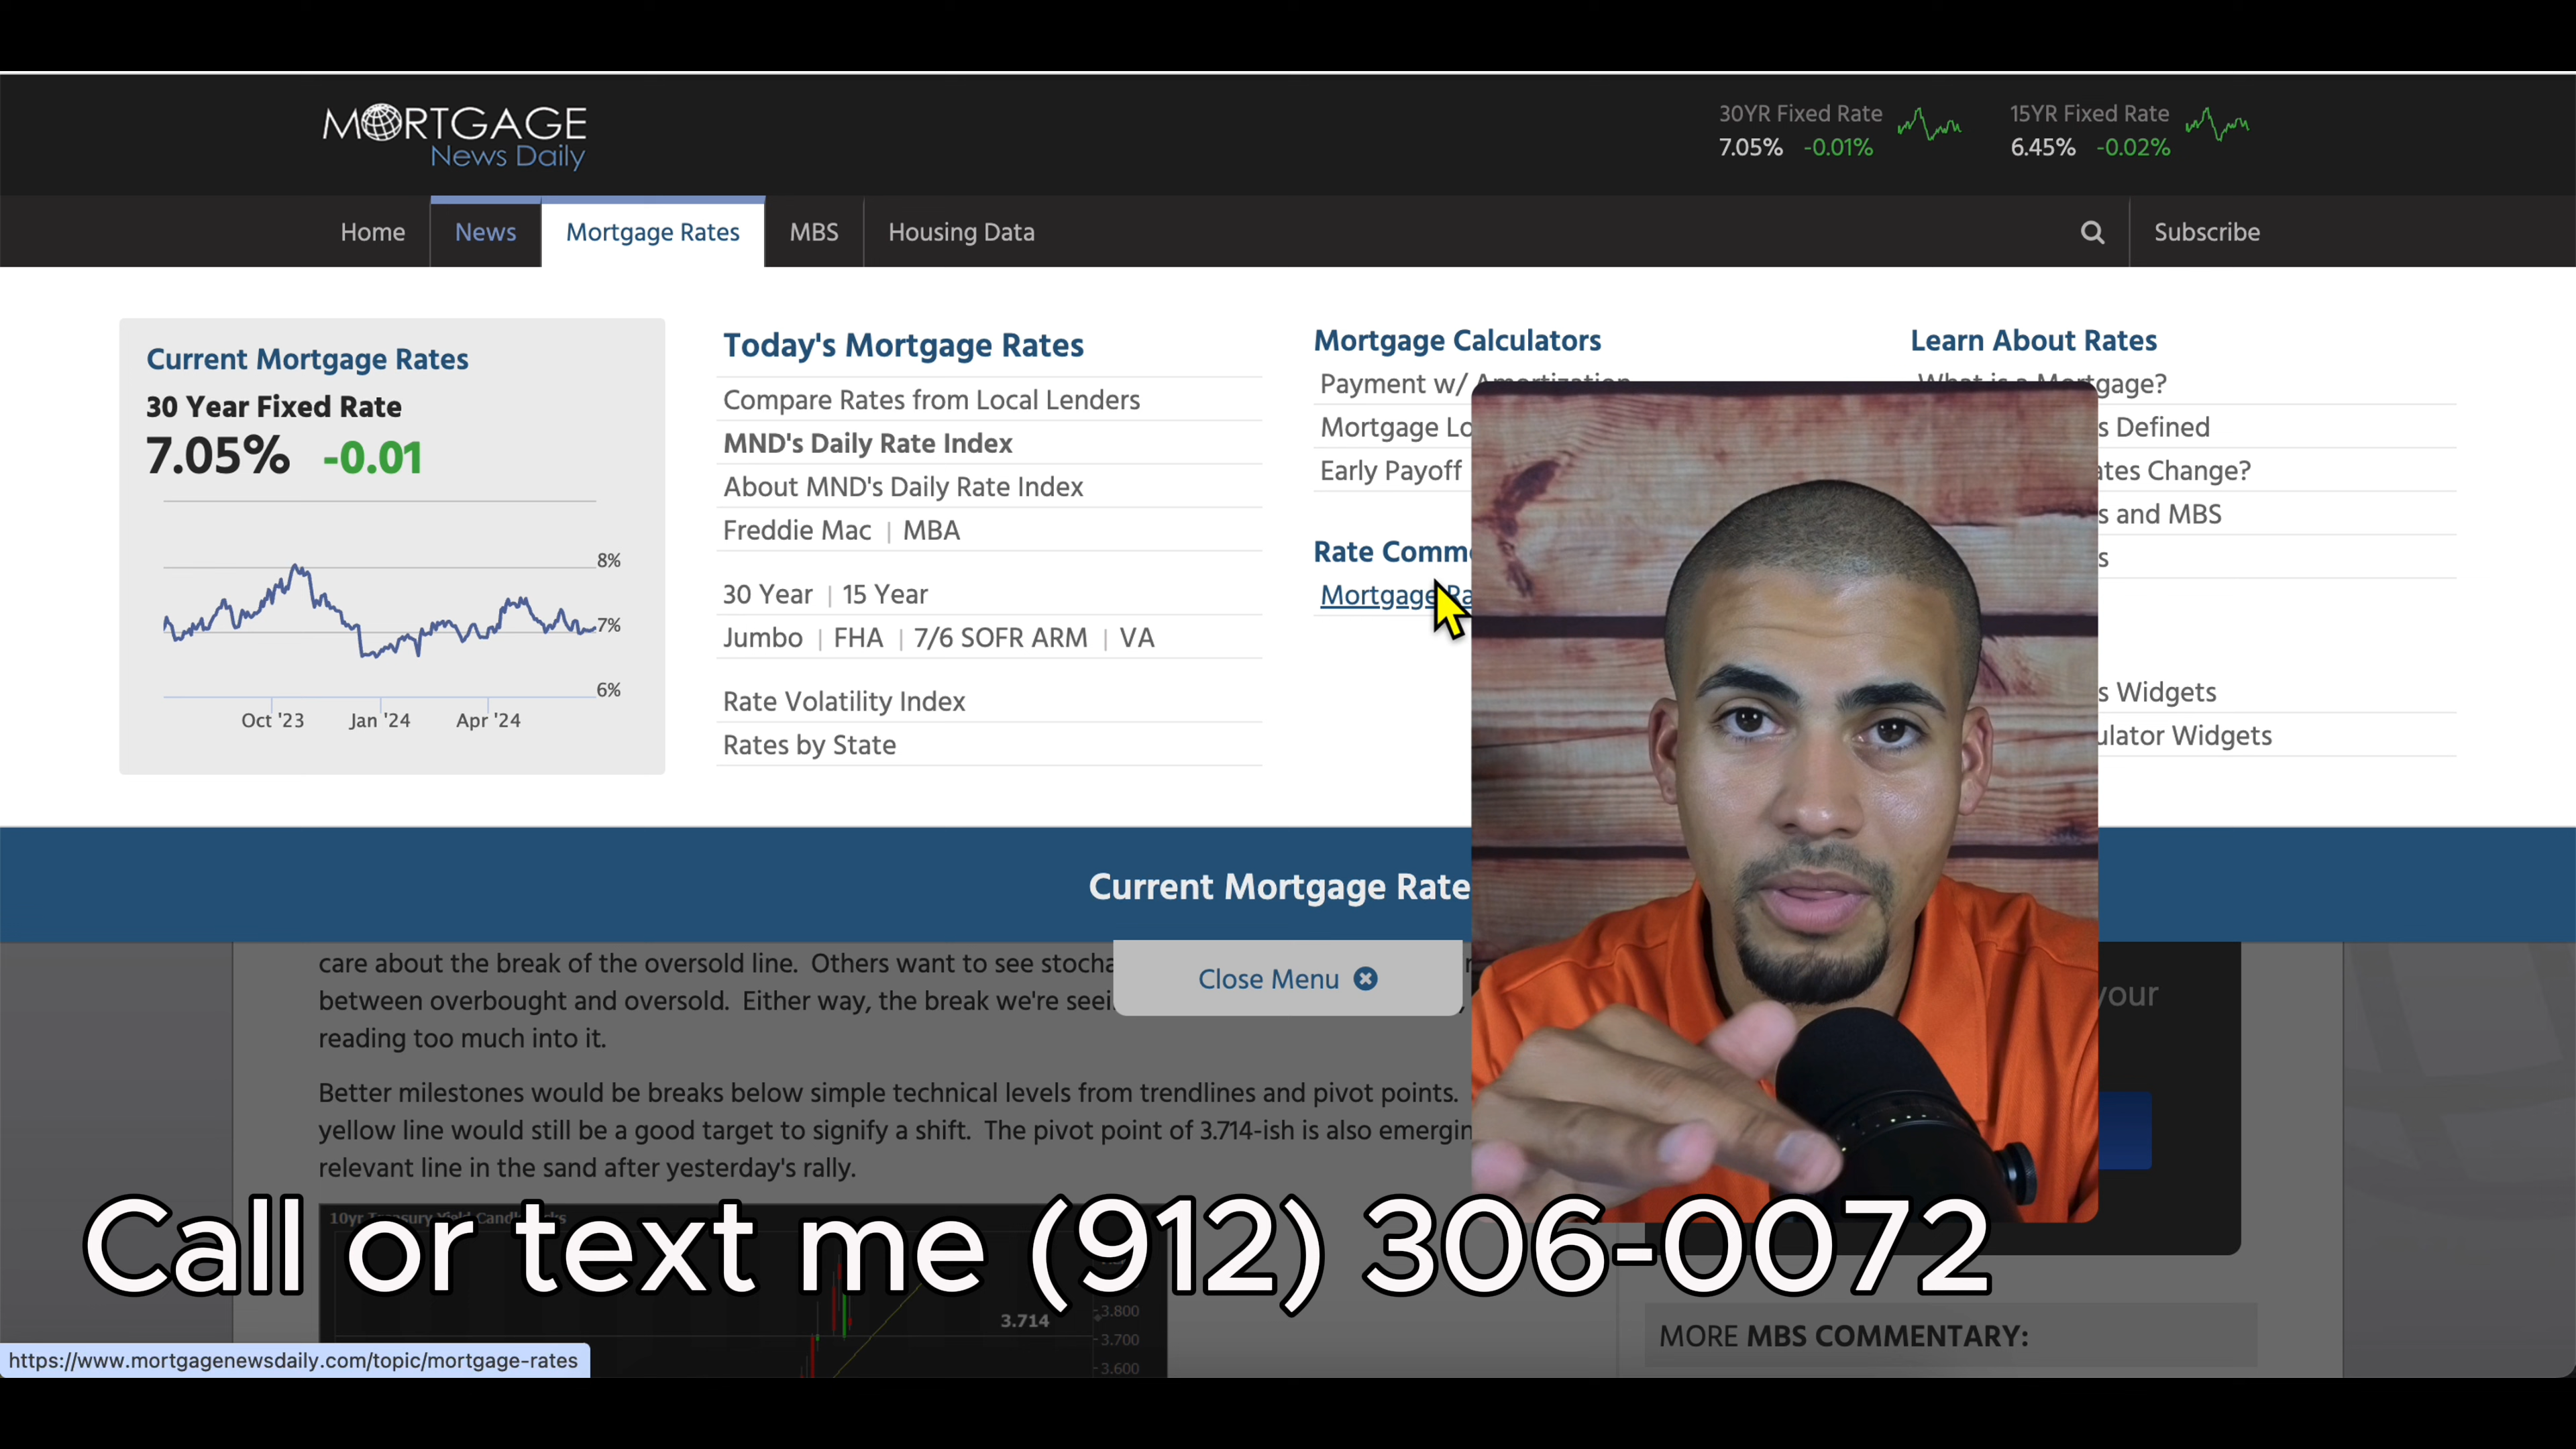 MORTGAGE
News Daily
30YR Fixed Rate
7.05% -0.01%
15YR Fixed Rate
6.45% -0.02%
Home News Mortgage Rates MBS Housing Data Subscribe
Current Mortgage Rates
30 Year Fixed Rate
7.05% -0.01
8%
7%
6%
Oct '23 Jan '24 Apr '24
Today's Mortgage Rates
Compare Rates from Local Lenders
MND's Daily Rate Index
About MND's Daily Rate Index
Freddie Mac | MBA
30 Year | 15 Year
Jumbo | FHA | 7/6 SOFR ARM | VA
Rate Volatility Index
Rates by State
Mortgage Calculators
Payment w/ Amortization
Mortgage
Early Payoff
Rate
Mortgage
Learn About Rates
What is a Mortgage?
Defined
Change?
and MBS
Widgets
Widgets
Current Mortgage
Close Menu
care about the break of the oversold line. Others want to see
between overbought and oversold. Either way, the break we're
reading too much into it.
Better milestones would be breaks below simple technical levels from trendlines and pivot points.
yellow line would still be a good target to signify a shift. The pivot point of 3.714-ish is also
relevant line in the sand after yesterday's rally.
your
10yr Treasury Yield Candlesticks
Call or text me (912) 306-0072
3.714
3.800
3.700
3.600
MORE MBS COMMENTARY:
https://www.mortgagenewsdaily.com/topic/mortgage-rates